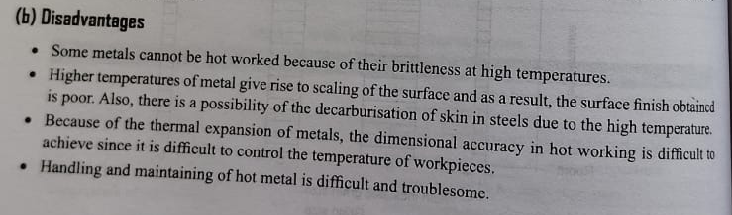 (b) Disadvantages
• Some metals cannot be hot worked because of their brittleness at high temperatures.
• Higher temperatures of metal give rise to scaling of the surface and as a result, the surface finish obtained
is poor. Also, there is a possibility of the decarburisation of skin in steels due to the high temperature.
• Because of the thermal expansion of metals, the dimensional accuracy in hot working is difficult to
achieve since it is difficult to control the temperature of workpieces.
• Handling and maintaining of hot metal is difficult and troublesome.